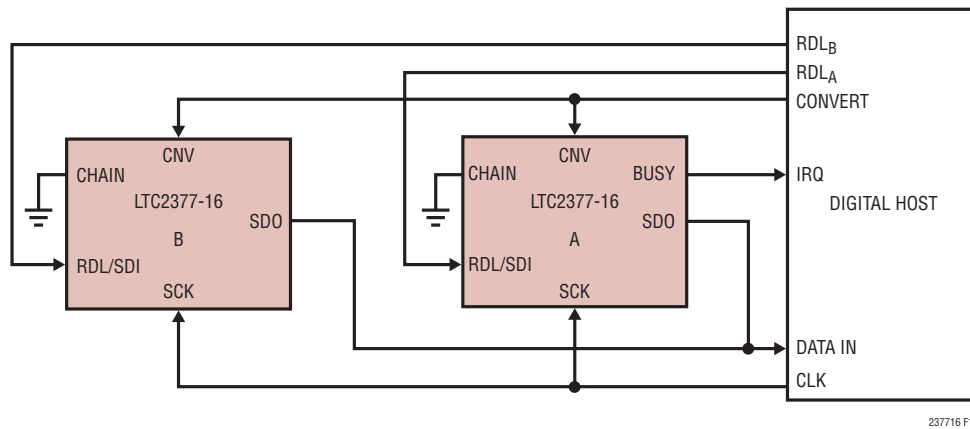 RDLB
RDLA
CONVERT
CNV
CHAIN
LTC2377-16
B
SDO
RDL/SDI
SCK
CNV
CHAIN
BUSY
LTC2377-16
A
SDO
RDL/SDI
SCK
IRQ
DIGITAL HOST
DATA IN
CLK